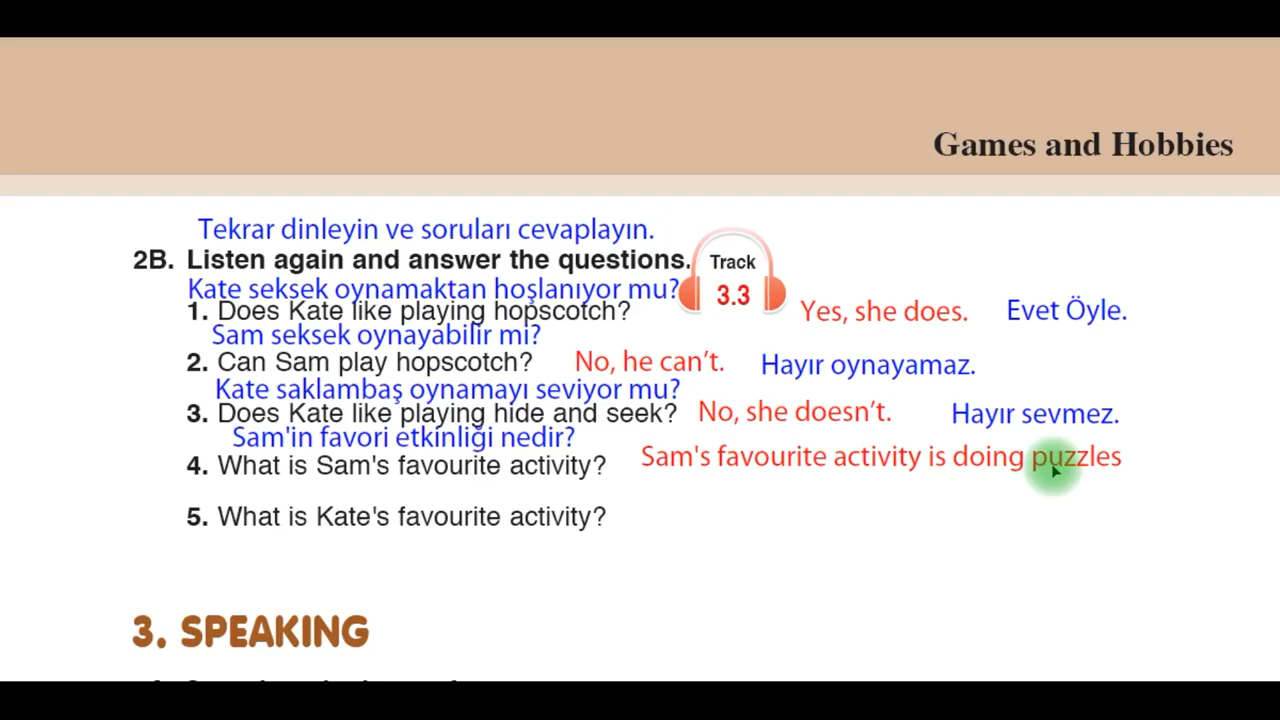 Games and Hobbies
Tekrar dinleyin ve soruları cevaplayın.
2B. Listen again and answer the questions.
Track
3.3
Kate seksek oynamaktan hoşlanıyor mu?
1. Does Kate like playing hopscotch? Yes, she does. Evet Öyle.
Sam seksek oynayabilir mi?
2. Can Sam play hopscotch? No, he can't. Hayır oynayamaz.
Kate saklambaş oynamayı seviyor mu?
3. Does Kate like playing hide and seek? No, she doesn't. Hayır sevmez.
Sam'in favori etkinliği nedir?
4. What is Sam's favourite activity? Sam's favourite activity is doing puzzles
5. What is Kate's favourite activity?
3. SPEAKING